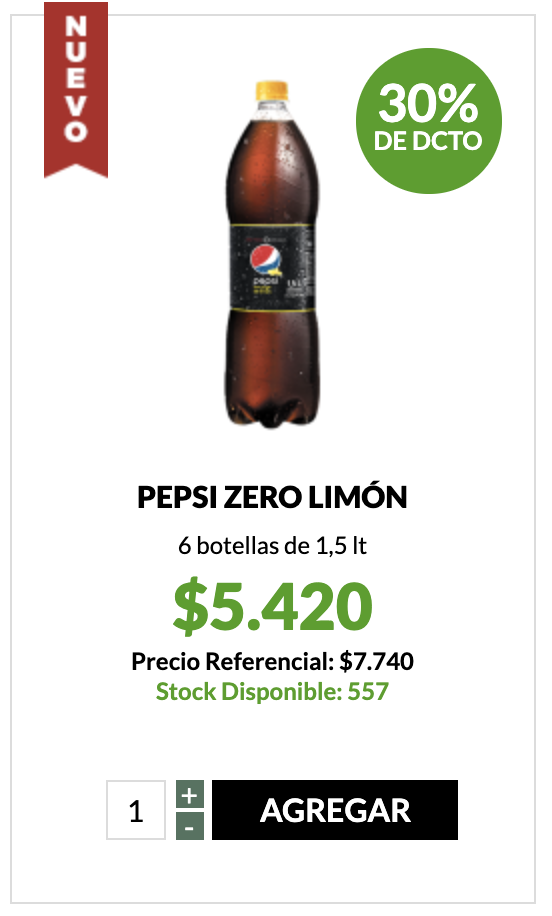 NUEVO
30%
DE DCTO
pepsi
PEPSI ZERO LIMÓN
6 botellas de 1,5 lt
$5.420
Precio Referencial: $7.740
Stock Disponible: 557
1
+
-
AGREGAR